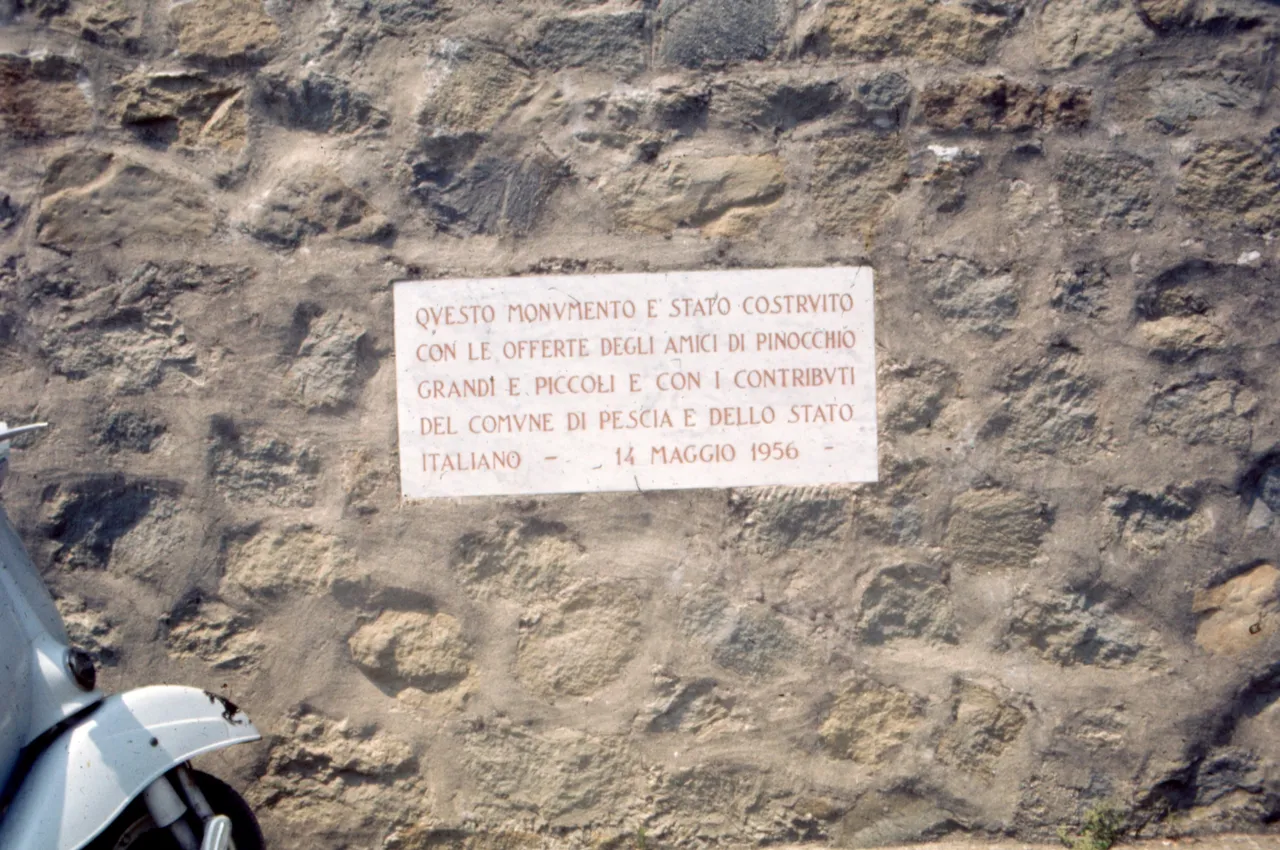 QVESTO MONVMENTO E' STATO COSTRVITO
CON LE OFFERTE DEGLI AMICI DI PINOCCHIO
GRANDI E PICCOLI E CON I CONTRIBVTI
DEL COMVNE DI PESCIA E DELLO STATO
ITALIANO - 14 MAGGIO 1956 -